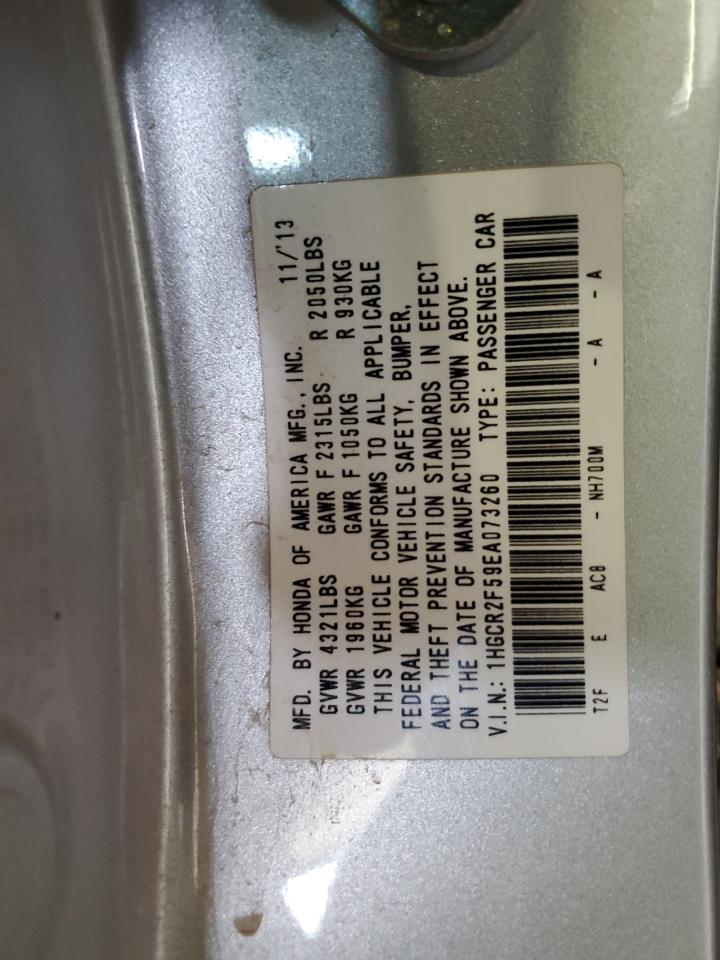 MFD. BY HONDA OF AMERICA MFG., INC. 11/'13
GVWR 4321LBS GAWR F 2315LBS R 2050LBS
GVWR 1960KG GAWR F 1050KG R 930KG
THIS VEHICLE CONFORMS TO ALL APPLICABLE
FEDERAL MOTOR VEHICLE SAFETY, BUMPER,
AND THEFT PREVENTION STANDARDS IN EFFECT
ON THE DATE OF MANUFACTURE SHOWN ABOVE.
V.I.N.: 1HGCR2F59EA073260 TYPE: PASSENGER CAR
T2F E AC8 - NH700M - A - A